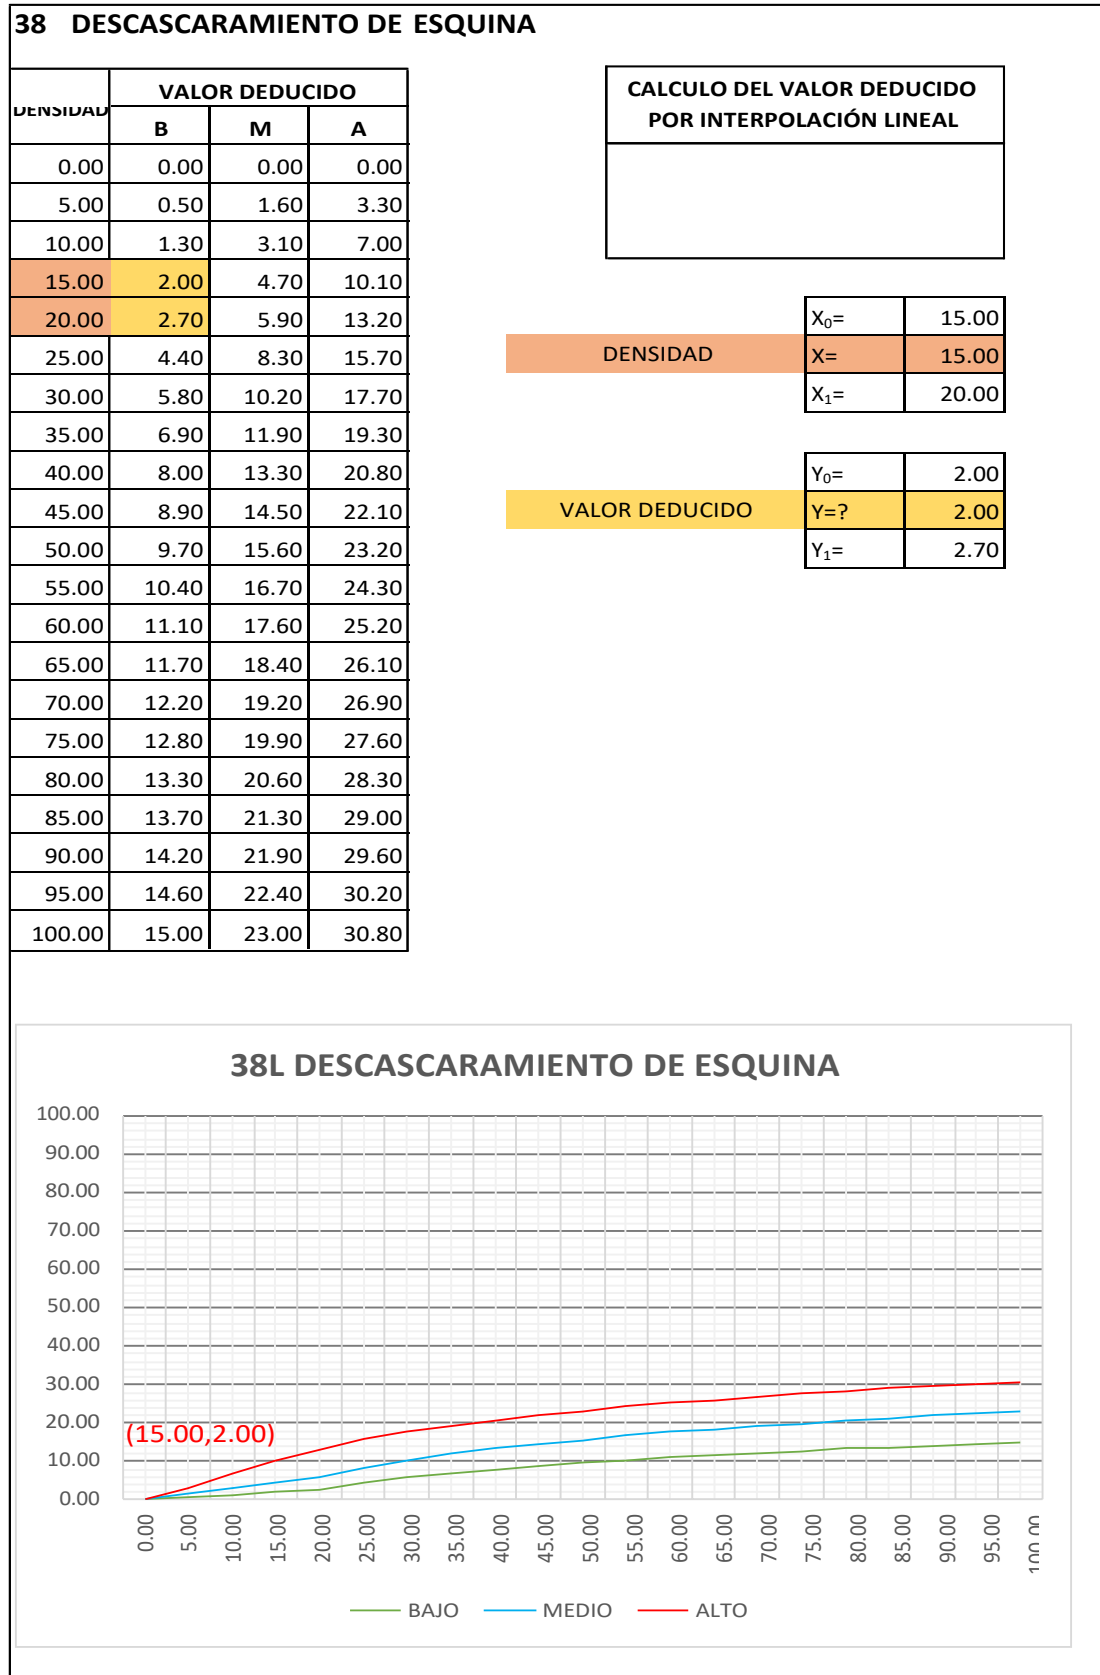 38 DESCASCARAMIENTO DE ESQUINA
DENSIDAD VALOR DEDUCIDO
B M A
0.00 0.00 0.00 0.00
5.00 0.50 1.60 3.30
10.00 1.30 3.10 7.00
15.00 2.00 4.70 10.10
20.00 2.70 5.90 13.20
25.00 4.40 8.30 15.70
30.00 5.80 10.20 17.70
35.00 6.90 11.90 19.30
40.00 8.00 13.30 20.80
45.00 8.90 14.50 22.10
50.00 9.70 15.60 23.20
55.00 10.40 16.70 24.30
60.00 11.10 17.60 25.20
65.00 11.70 18.40 26.10
70.00 12.20 19.20 26.90
75.00 12.80 19.90 27.60
80.00 13.30 20.60 28.30
85.00 13.70 21.30 29.00
90.00 14.20 21.90 29.60
95.00 14.60 22.40 30.20
100.00 15.00 23.00 30.80
CALCULO DEL VALOR DEDUCIDO
POR INTERPOLACIÓN LINEAL
X₀= 15.00
DENSIDAD X= 15.00
X₁= 20.00
Y₀= 2.00
VALOR DEDUCIDO Y=? 2.00
Y₁= 2.70
38L DESCASCARAMIENTO DE ESQUINA
100.00
90.00
80.00
70.00
60.00
50.00
40.00
30.00
20.00
10.00
0.00
(15.00,2.00)
0.00
5.00
10.00
15.00
20.00
25.00
30.00
35.00
40.00
45.00
50.00
55.00
60.00
65.00
70.00
75.00
80.00
85.00
90.00
95.00
100.00
BAJO MEDIO ALTO